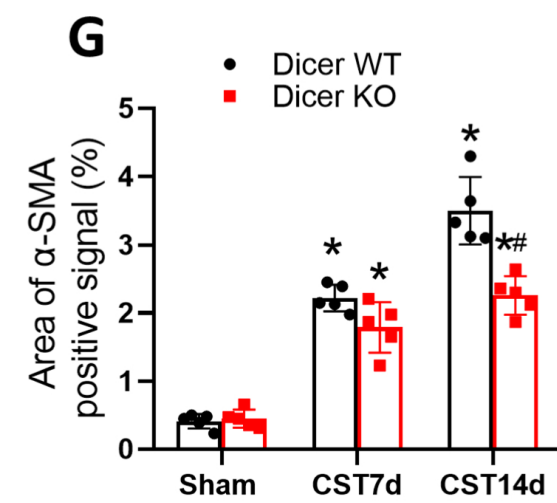 G
Dicer WT
Dicer KO
Area of α-SMA
positive signal (%)
5
4
3
2
1
0
*
*
*
*#
Sham
CST7d
CST14d